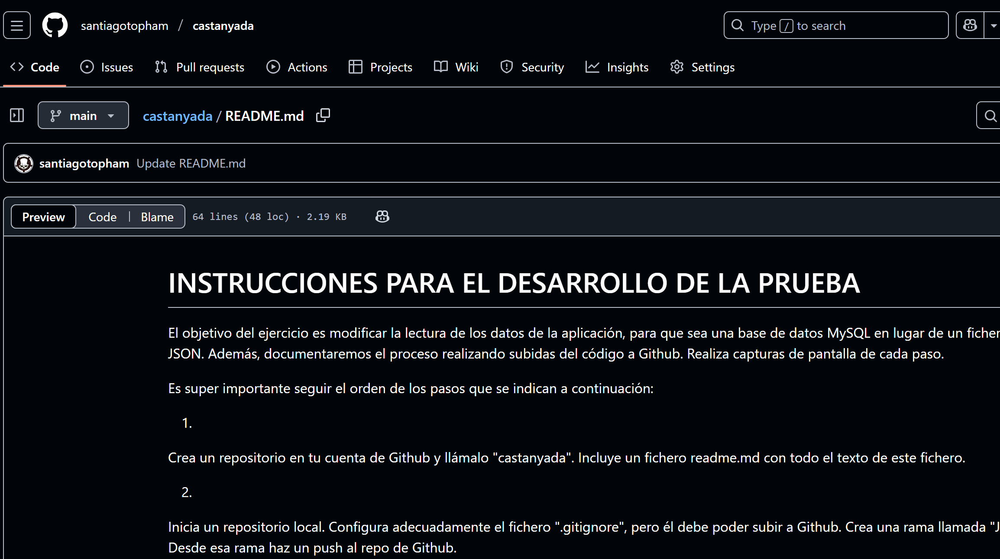 santiagotopham / castanyada
Type / to search
Code Issues Pull requests Actions Projects Wiki Security Insights Settings
main castanyada / README.md
santiagotopham Update README.md
Preview Code Blame 64 lines (48 loc) · 2.19 KB
INSTRUCCIONES PARA EL DESARROLLO DE LA PRUEBA
El objetivo del ejercicio es modificar la lectura de los datos de la aplicación, para que sea una base de datos MySQL en lugar de un ficher
JSON. Además, documentaremos el proceso realizando subidas del código a Github. Realiza capturas de pantalla de cada paso.
Es super importante seguir el orden de los pasos que se indican a continuación:
1.
Crea un repositorio en tu cuenta de Github y llámalo "castanyada". Incluye un fichero readme.md con todo el texto de este fichero.
2.
Inicia un repositorio local. Configura adecuadamente el fichero ".gitignore", pero él debe poder subir a Github. Crea una rama llamada "J
Desde esa rama haz un push al repo de Github.